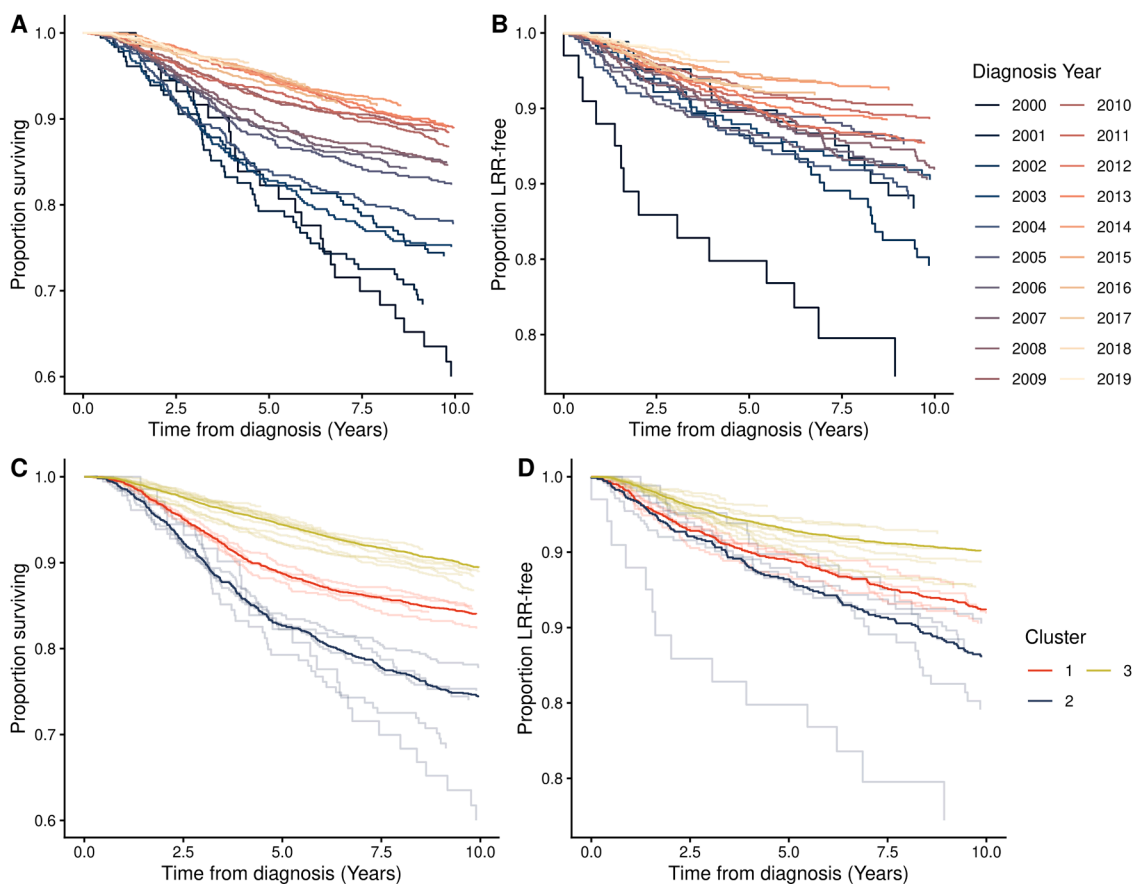 A
Proportion surviving
1.0
0.9
0.8
0.7
0.6
0.0 2.5 5.0 7.5 10.0
Time from diagnosis (Years)
B
Proportion LRR-free
1.0
0.9
0.9
0.8
0.8
0.0 2.5 5.0 7.5 10.0
Time from diagnosis (Years)
Diagnosis Year
2000 2010
2001 2011
2002 2012
2003 2013
2004 2014
2005 2015
2006 2016
2007 2017
2008 2018
2009 2019
C
Proportion surviving
1.0
0.9
0.8
0.7
0.6
0.0 2.5 5.0 7.5 10.0
Time from diagnosis (Years)
D
Proportion LRR-free
1.0
0.9
0.9
0.8
0.8
0.0 2.5 5.0 7.5 10.0
Time from diagnosis (Years)
Cluster
1 3
2